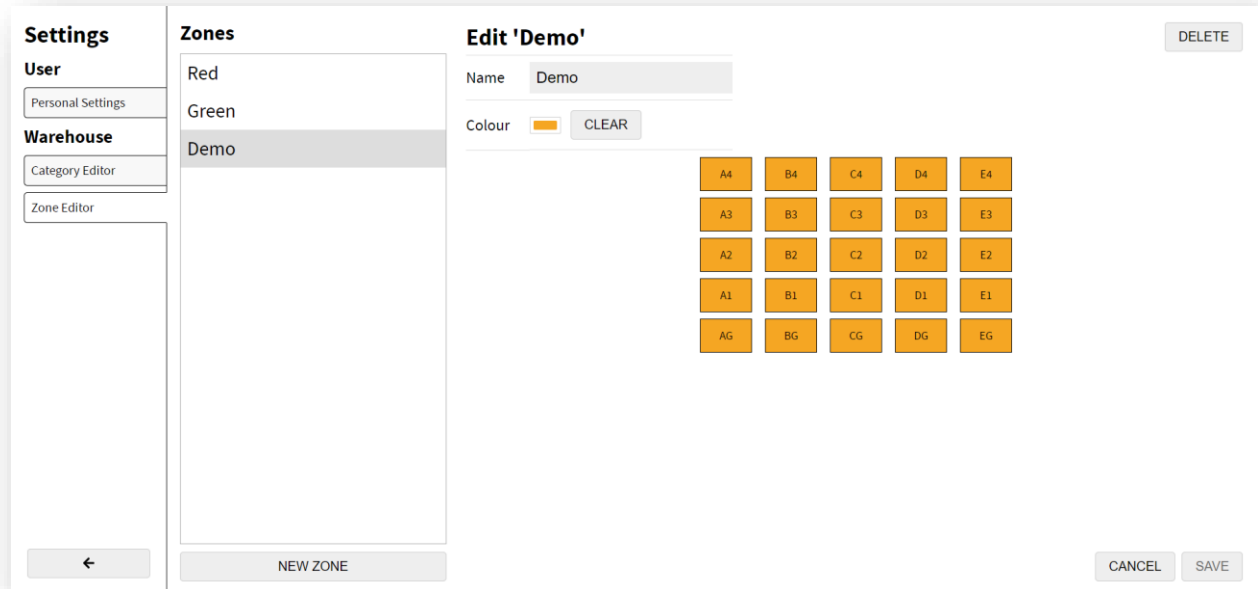 Settings
User
Personal Settings
Warehouse
Category Editor
Zone Editor
Zones
Red
Green
Demo
NEW ZONE
Edit 'Demo'
DELETE
Name Demo
Colour CLEAR
A4 B4 C4 D4 E4
A3 B3 C3 D3 E3
A2 B2 C2 D2 E2
A1 B1 C1 D1 E1
AG BG CG DG EG
CANCEL SAVE